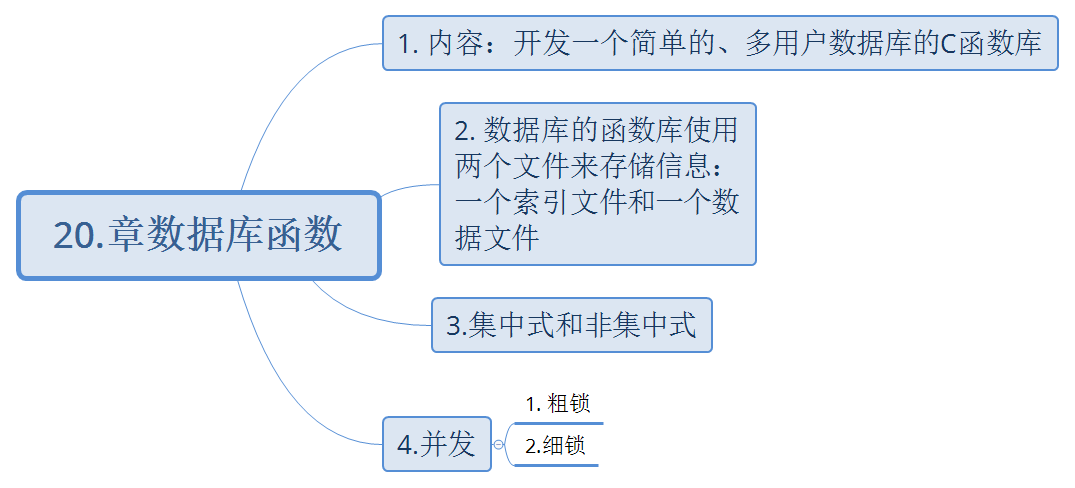 1. 内容：开发一个简单的、多用户数据库的C函数库
2. 数据库的函数库使用
两个文件来存储信息：
一个索引文件和一个数
据文件
20.章数据库函数
3.集中式和非集中式
4.并发
1. 粗锁
2.细锁